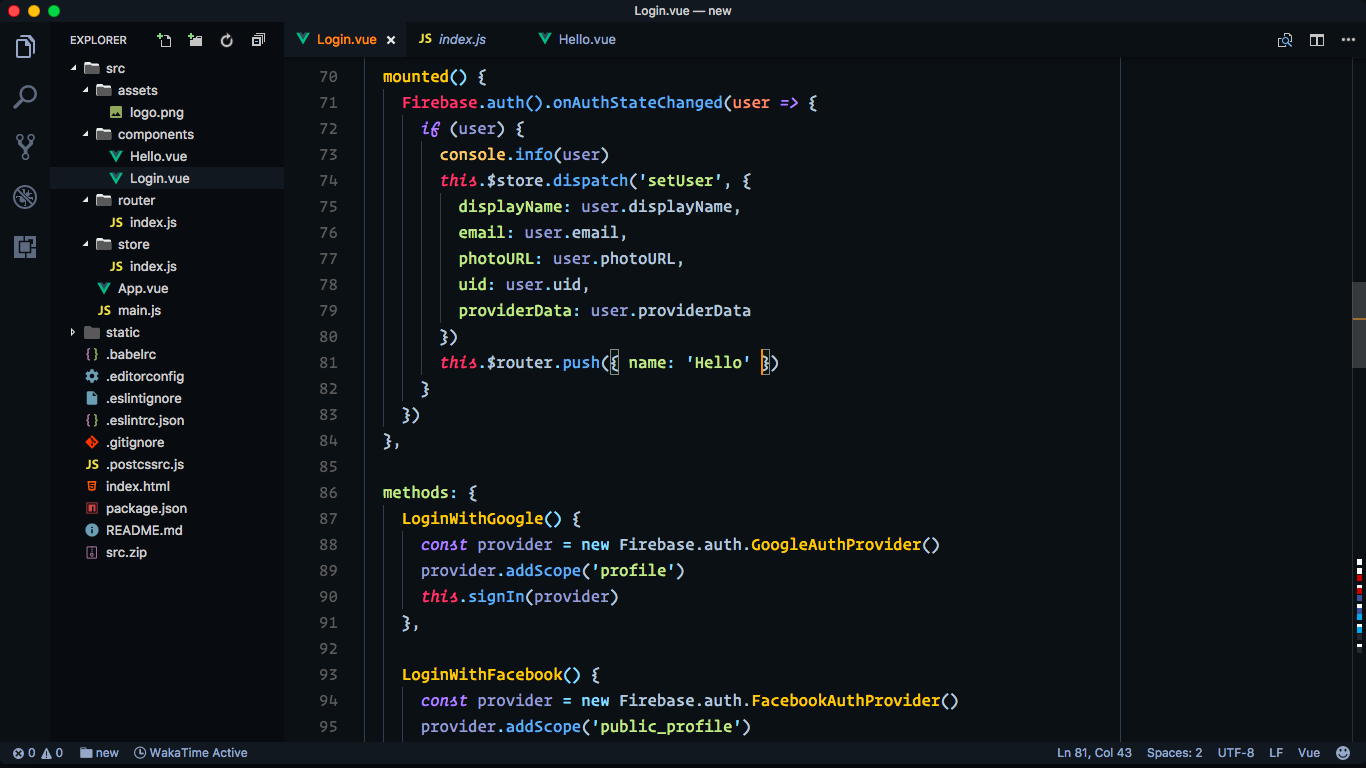 Login.vue — new
EXPLORER
Login.vue ×
JS index.js
Hello.vue
src
assets
logo.png
components
Hello.vue
Login.vue
router
JS index.js
store
JS index.js
App.vue
JS main.js
static
{ } .babelrc
.editorconfig
.eslintignore
{ } .eslintrc.json
.gitignore
JS .postcssrc.js
index.html
package.json
README.md
src.zip
70 mounted() {
71 Firebase.auth().onAuthStateChanged(user => {
72 if (user) {
73 console.info(user)
74 this.$store.dispatch('setUser', {
75 displayName: user.displayName,
76 email: user.email,
77 photoURL: user.photoURL,
78 uid: user.uid,
79 providerData: user.providerData
80 })
81 this.$router.push({ name: 'Hello' })
82 }
83 })
84 },
85
86 methods: {
87 LoginWithGoogle() {
88 const provider = new Firebase.auth.GoogleAuthProvider()
89 provider.addScope('profile')
90 this.signIn(provider)
91 },
92
93 LoginWithFacebook() {
94 const provider = new Firebase.auth.FacebookAuthProvider()
95 provider.addScope('public_profile')
0 0 new WakaTime Active
Ln 81, Col 43 Spaces: 2 UTF-8 LF Vue